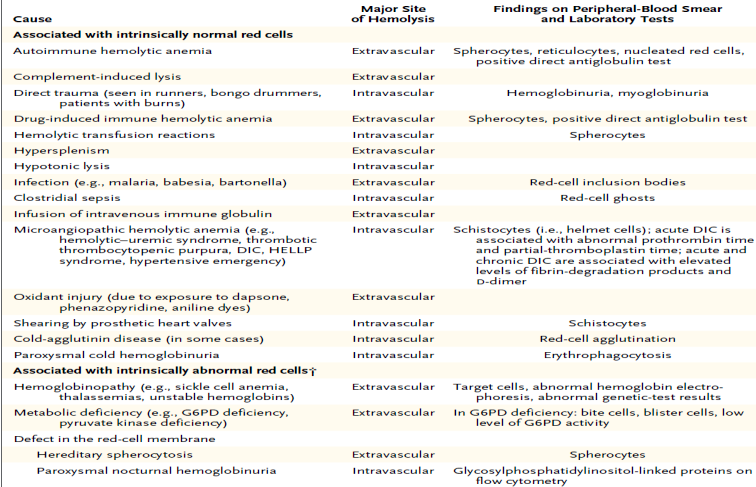 Cause Major Site of Hemolysis Findings on Peripheral-Blood Smear and Laboratory Tests
Associated with intrinsically normal red cells
Autoimmune hemolytic anemia Extravascular Spherocytes, reticulocytes, nucleated red cells,
positive direct antiglobulin test
Complement-induced lysis Extravascular
Direct trauma (seen in runners, bongo drummers, Intravascular Hemoglobinuria, myoglobinuria
patients with burns)
Drug-induced immune hemolytic anemia Extravascular Spherocytes, positive direct antiglobulin test
Hemolytic transfusion reactions Intravascular Spherocytes
Hypersplenism Extravascular
Hypotonic lysis Intravascular
Infection (e.g., malaria, babesia, bartonella) Extravascular Red-cell inclusion bodies
Clostridial sepsis Intravascular Red-cell ghosts
Infusion of intravenous immune globulin Extravascular
Microangiopathic hemolytic anemia (e.g., Intravascular Schistocytes (i.e., helmet cells); acute DIC is
hemolytic–uremic syndrome, thrombotic associated with abnormal prothrombin time
thrombocytopenic purpura, DIC, HELLP and partial-thromboplastin time; acute and
syndrome, hypertensive emergency) chronic DIC are associated with elevated
levels of fibrin-degradation products and
D-dimer
Oxidant injury (due to exposure to dapsone, Extravascular
phenazopyridine, aniline dyes)
Shearing by prosthetic heart valves Intravascular Schistocytes
Cold-agglutinin disease (in some cases) Intravascular Red-cell agglutination
Paroxysmal cold hemoglobinuria Intravascular Erythrophagocytosis
Associated with intrinsically abnormal red cells†
Hemoglobinopathy (e.g., sickle cell anemia, Extravascular Target cells, abnormal hemoglobin electro-
thalassemias, unstable hemoglobins) phoresis, abnormal genetic-test results
Metabolic deficiency (e.g., G6PD deficiency, Extravascular In G6PD deficiency: bite cells, blister cells, low
pyruvate kinase deficiency) level of G6PD activity
Defect in the red-cell membrane
Hereditary spherocytosis Extravascular Spherocytes
Paroxysmal nocturnal hemoglobinuria Intravascular Glycosylphosphatidylinositol-linked proteins on
flow cytometry